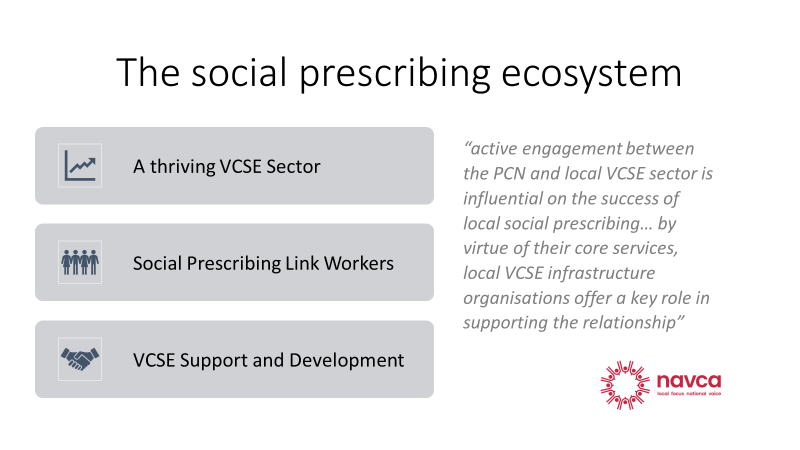 The social prescribing ecosystem
A thriving VCSE Sector
Social Prescribing Link Workers
VCSE Support and Development
“active engagement between
the PCN and local VCSE sector is
influential on the success of
local social prescribing… by
virtue of their core services,
local VCSE infrastructure
organisations offer a key role in
supporting the relationship”
navca
local focus national voice